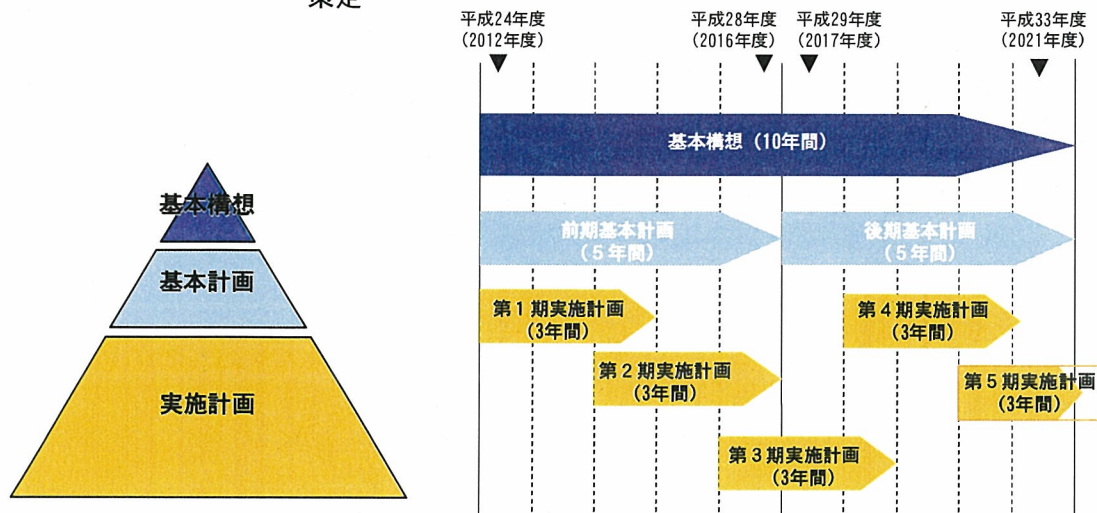 策定
平成24年度
(2012年度)
平成28年度
(2016年度)
平成29年度
(2017年度)
平成33年度
(2021年度)
基本構想
基本計画
実施計画
基本構想（10年間）
前期基本計画
（５年間）
後期基本計画
（５年間）
第１期実施計画
(3年間)
第２期実施計画
(3年間)
第３期実施計画
(3年間)
第４期実施計画
(3年間)
第５期実施計画
(3年間)